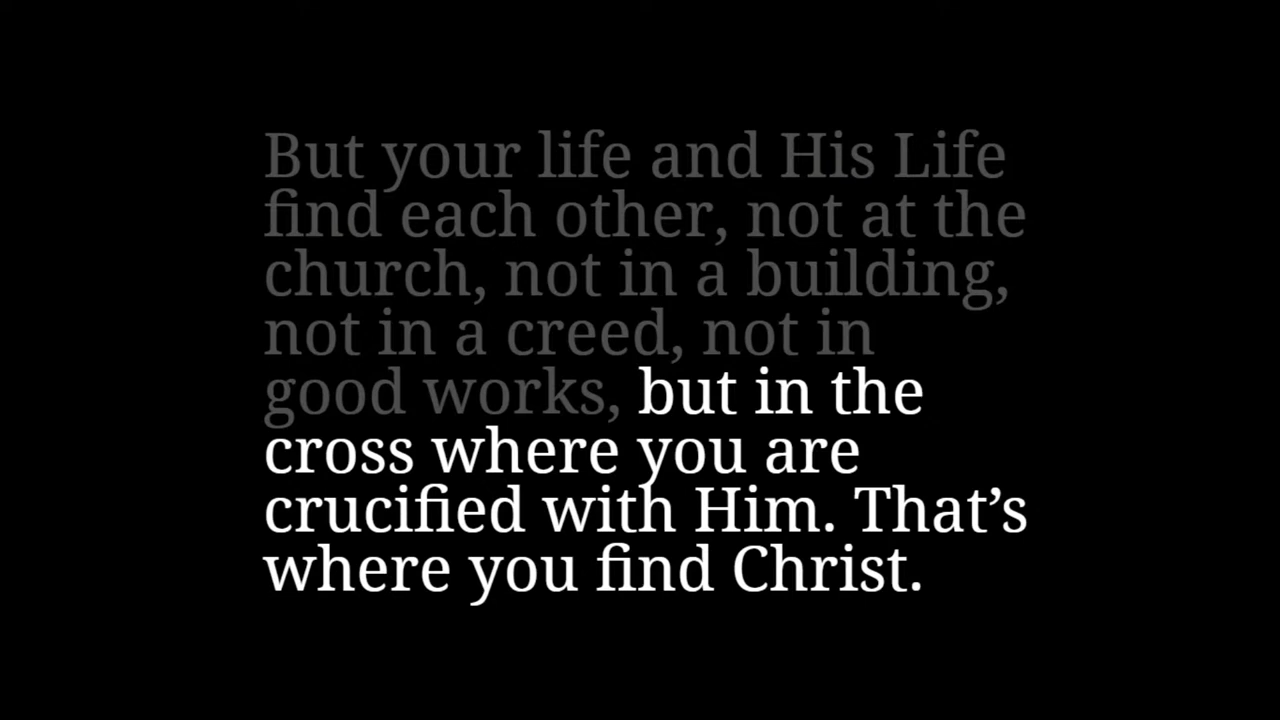 But your life and His Life
find each other, not at the
church, not in a building,
not in a creed, not in
good works, but in the
cross where you are
crucified with Him. That’s
where you find Christ.